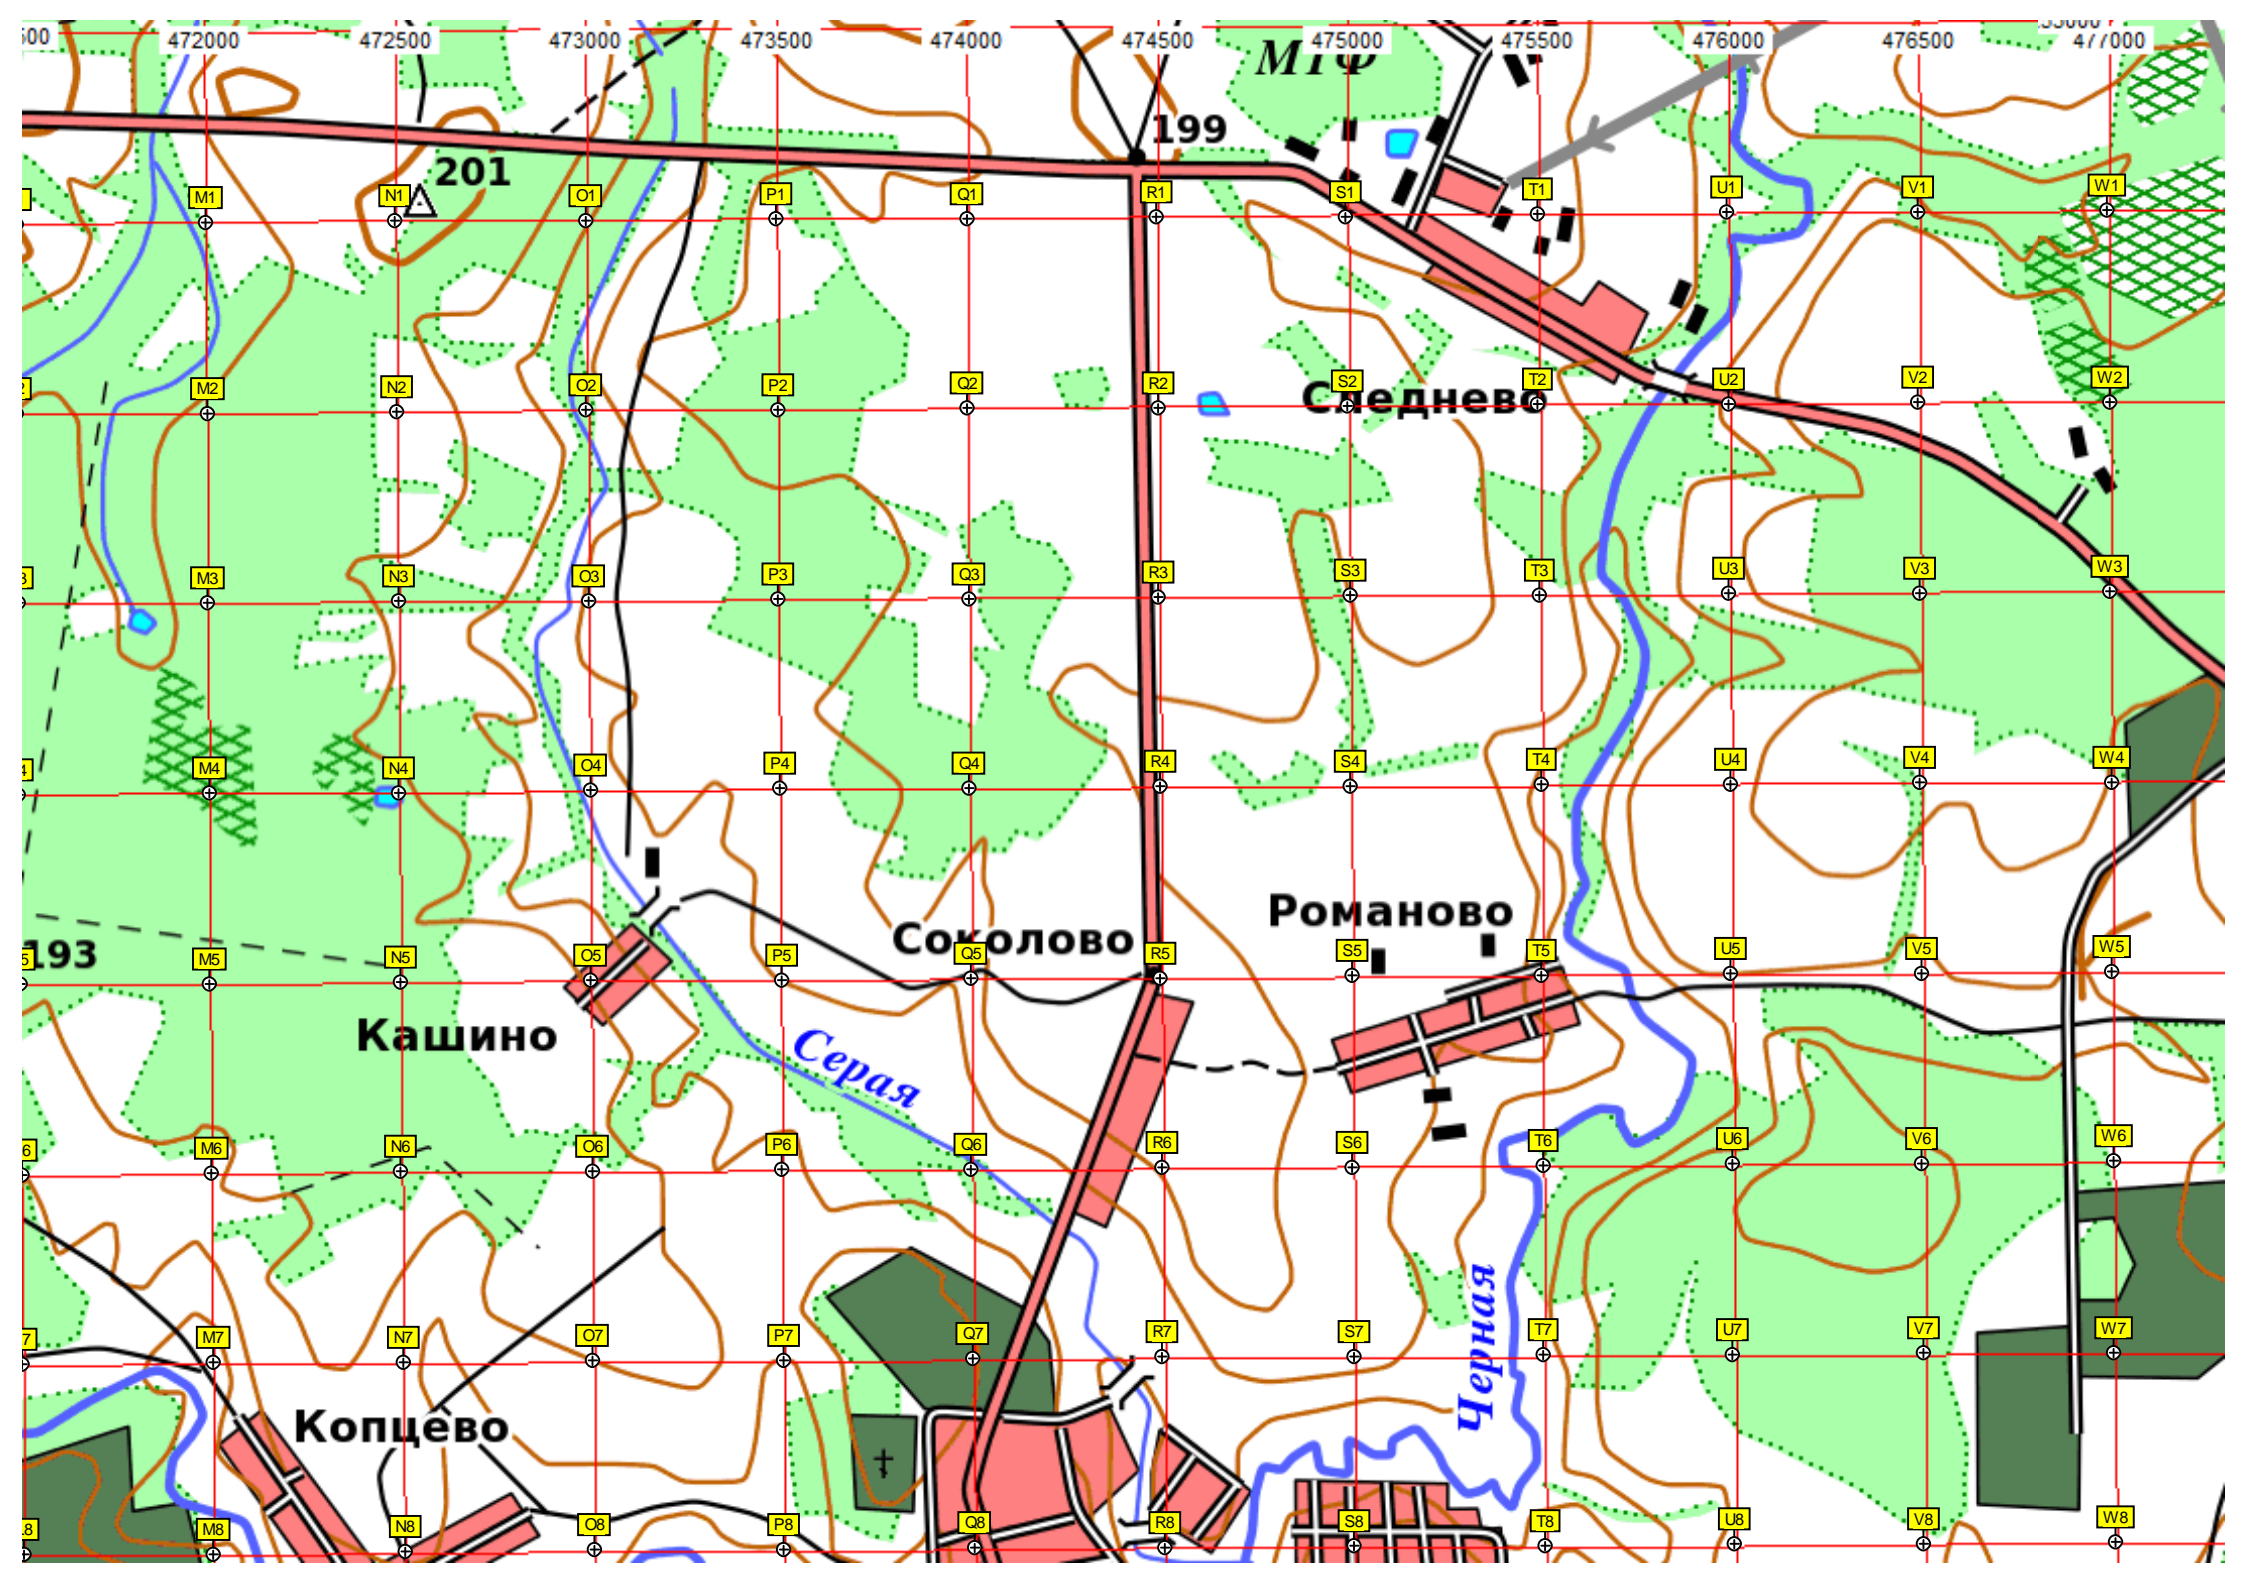 472000 472500 473000 473500 474000 474500 475000 475500 476000 476500 477000
МТФ
199
201
M1 N1 O1 P1 Q1 R1 S1 T1 U1 V1 W1
M2 N2 O2 P2 Q2 R2 S2 T2 U2 V2 W2
Следнево
M3 N3 O3 P3 Q3 R3 S3 T3 U3 V3 W3
M4 N4 O4 P4 Q4 R4 S4 T4 U4 V4 W4
Романово
Соколово
193
M5 N5 O5 P5 Q5 R5 S5 T5 U5 V5 W5
Кашино
Серая
M6 N6 O6 P6 Q6 R6 S6 T6 U6 V6 W6
Черная
M7 N7 O7 P7 Q7 R7 S7 T7 U7 V7 W7
Копцево
M8 N8 O8 P8 Q8 R8 S8 T8 U8 V8 W8